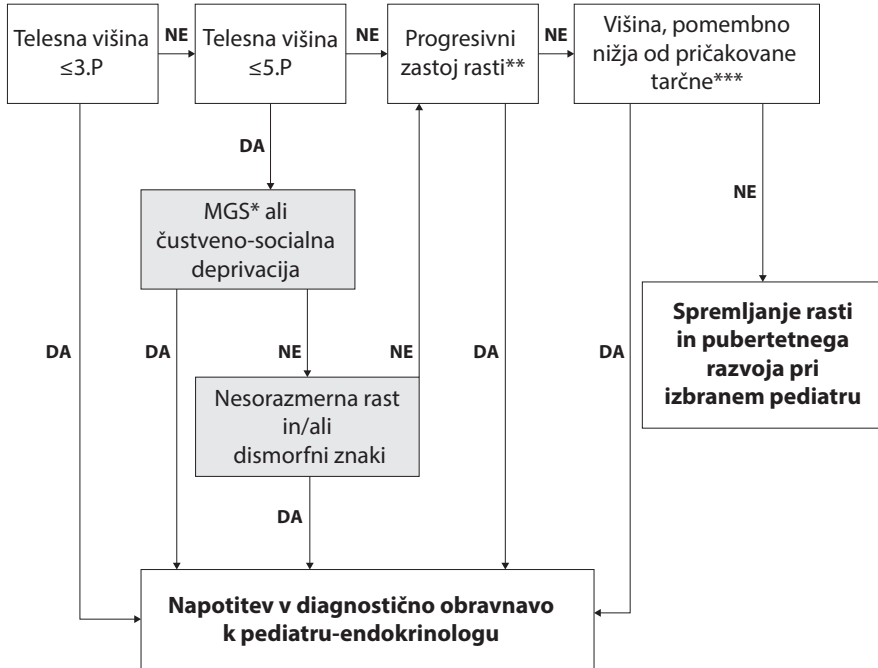 Telesna višina
≤3.P
NE
Telesna višina
≤5.P
NE
Progresivni
zastoj rasti**
NE
Višina, pomembno
nižja od pričakovane
tarčne***
DA
NE
MGS* ali
čustveno-socialna
deprivacija
Spremljanje rasti
in pubertetnega
razvoja pri
izbranem pediatru
DA
DA
NE
NE
DA
DA
Nesorazmerna rast
in/ali
dismorfni znaki
DA
Napotitev v diagnostično obravnavo
k pediatru-endokrinologu